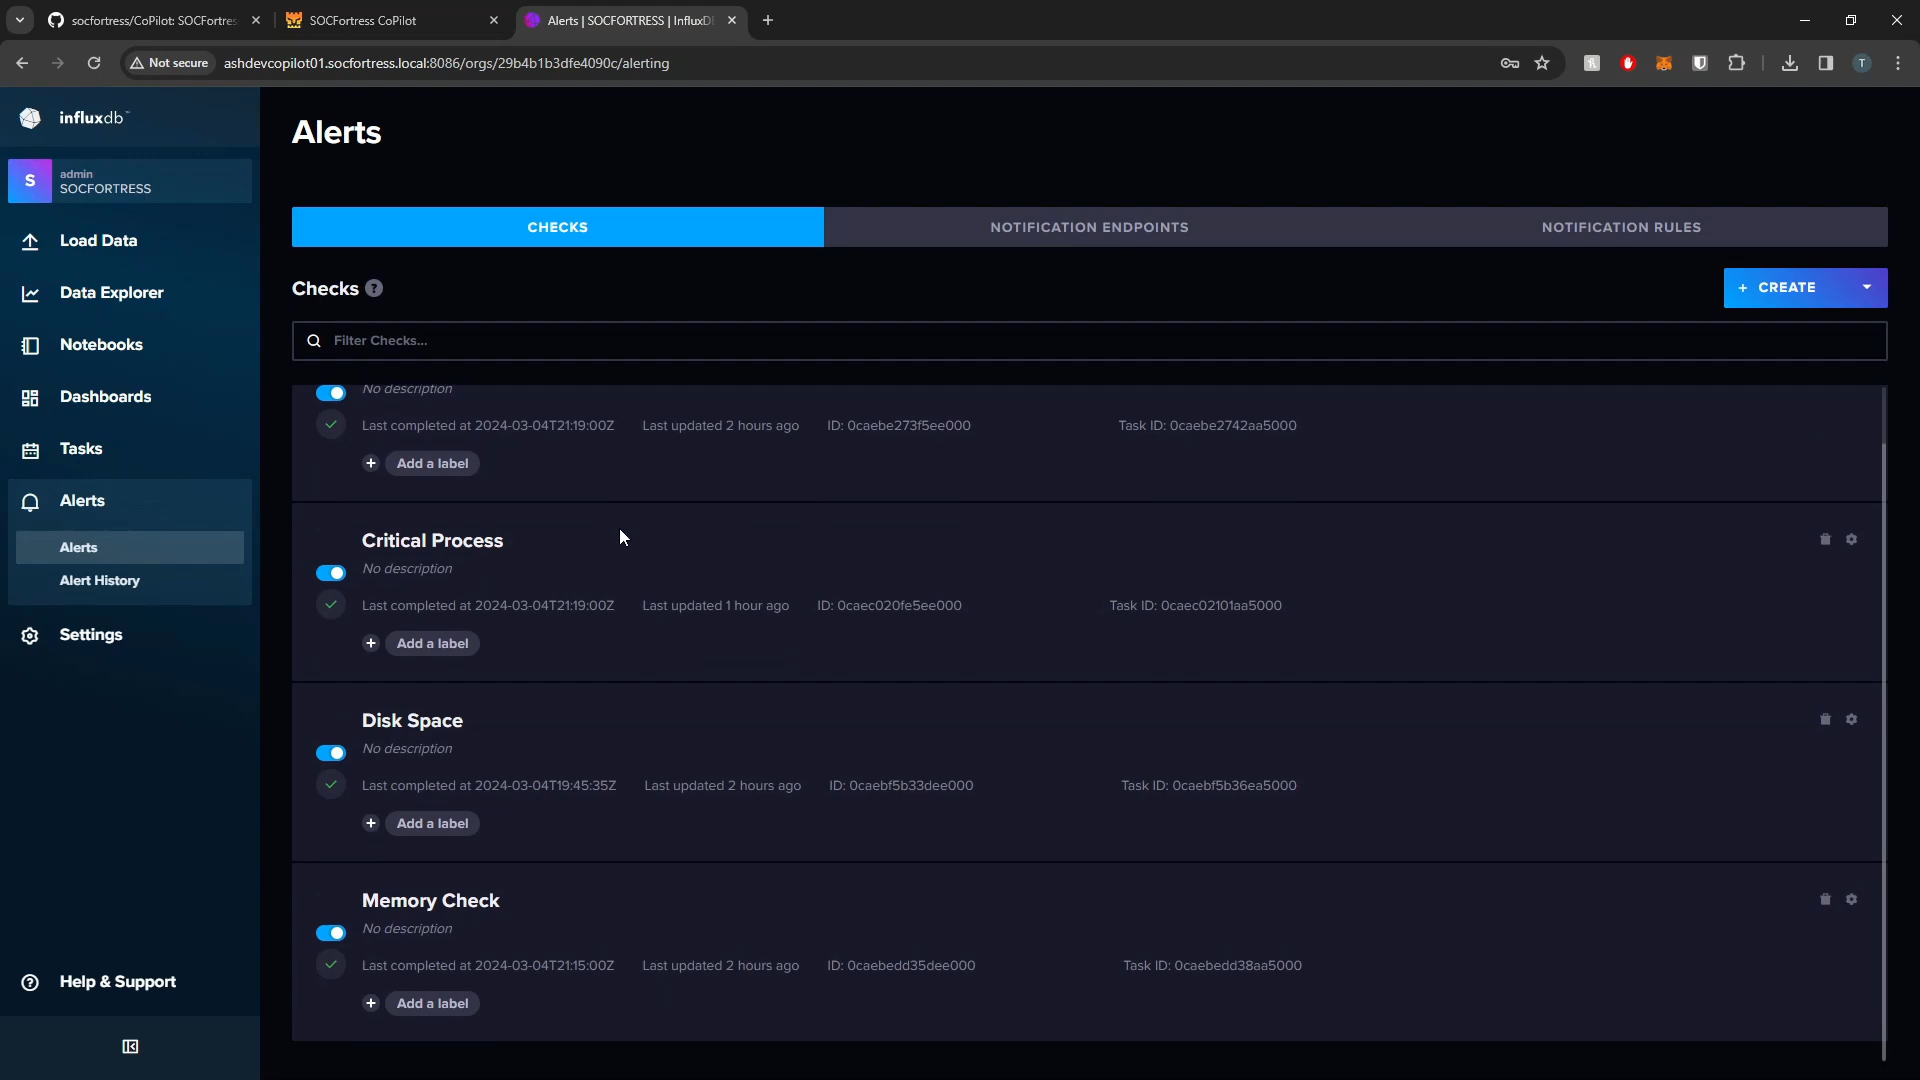 socfortress/CoPilot: SOCFortres
SOCFortress CoPilot
Alerts | SOCFORTRESS | InfluxD
Not secure
ashdevcopilot01.socfortress.local:8086/orgs/29b4b1b3dfe4090c/alerting
T
influxdb™
S
admin
SOCFORTRESS
Load Data
Data Explorer
Notebooks
Dashboards
Tasks
Alerts
Alerts
Alert History
Settings
Help & Support
Alerts
CHECKS
NOTIFICATION ENDPOINTS
NOTIFICATION RULES
Checks ?
+ CREATE
Filter Checks...
No description
Last completed at 2024-03-04T21:19:00Z Last updated 2 hours ago ID: 0caebe273f5ee000 Task ID: 0caebe2742aa5000
+ Add a label
Critical Process
No description
Last completed at 2024-03-04T21:19:00Z Last updated 1 hour ago ID: 0caec020fe5ee000 Task ID: 0caec02101aa5000
+ Add a label
Disk Space
No description
Last completed at 2024-03-04T19:45:35Z Last updated 2 hours ago ID: 0caebf5b33dee000 Task ID: 0caebf5b36ea5000
+ Add a label
Memory Check
No description
Last completed at 2024-03-04T21:15:00Z Last updated 2 hours ago ID: 0caebedd35dee000 Task ID: 0caebedd38aa5000
+ Add a label